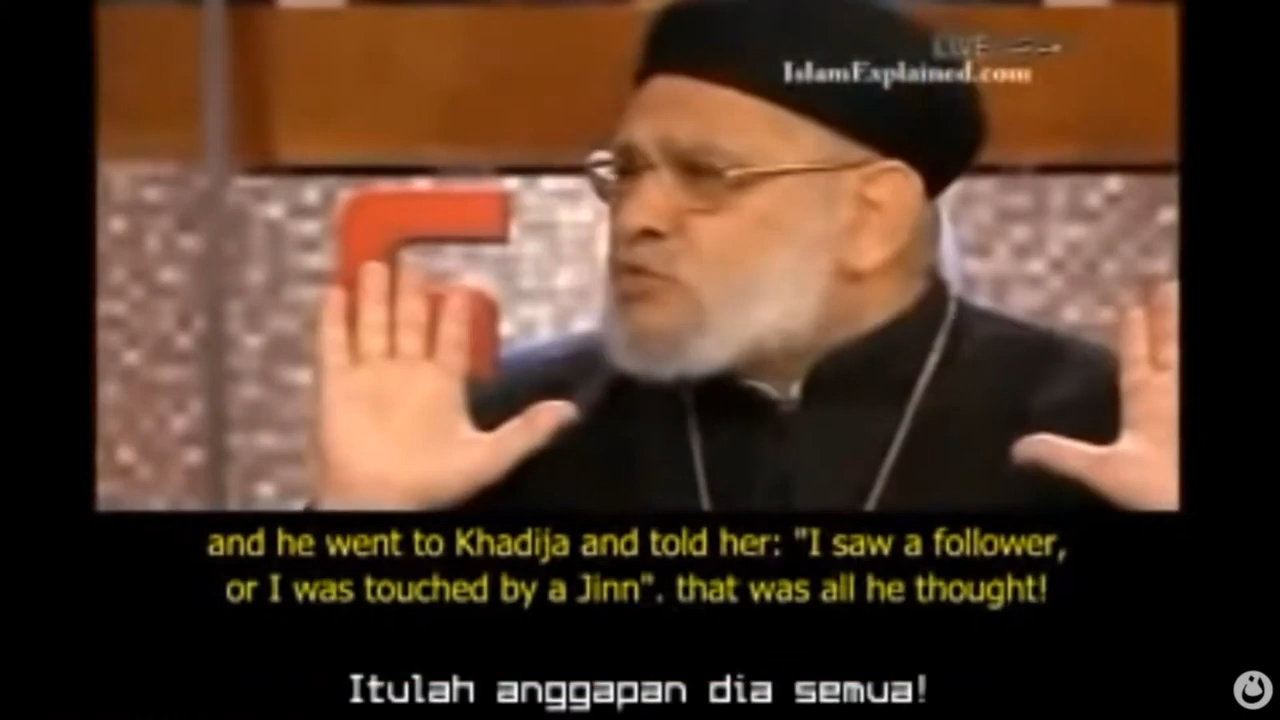 LIVE
IslamExplained.com
and he went to Khadija and told her: "I saw a follower,
or I was touched by a Jinn". that was all he thought!
Itulah anggapan dia semua!